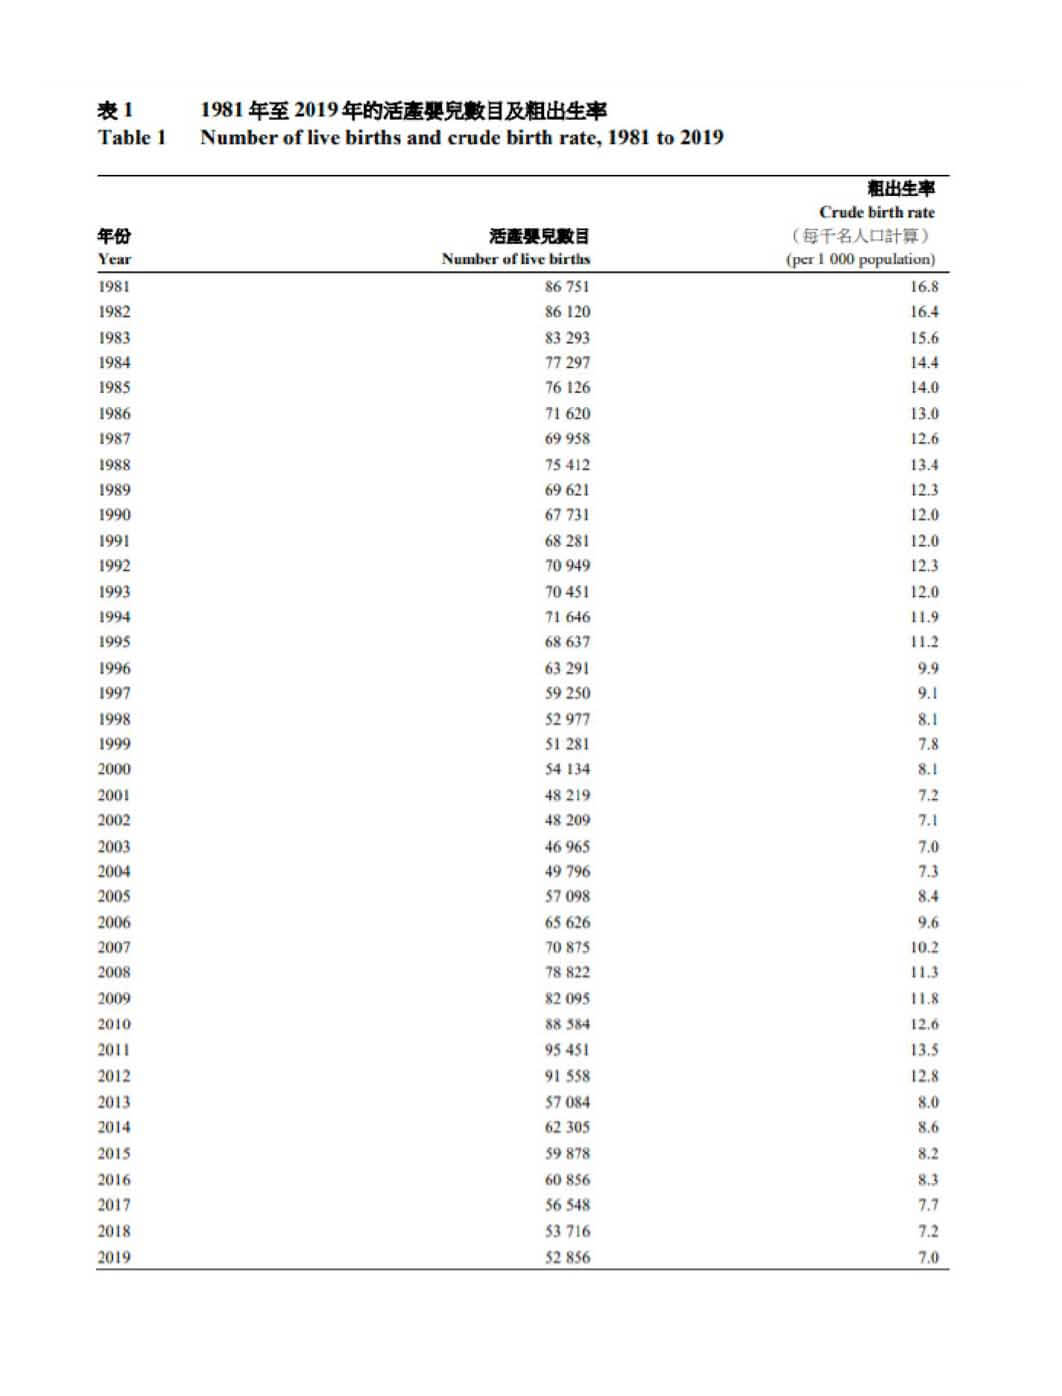 表 1 1981 年至 2019 年的活產嬰兒數目及粗出生率
Table 1 Number of live births and crude birth rate, 1981 to 2019
粗出生率
Crude birth rate
年份 活產嬰兒數目 （每千名人口計算）
Year Number of live births (per 1 000 population)
1981 86 751 16.8
1982 86 120 16.4
1983 83 293 15.6
1984 77 297 14.4
1985 76 126 14.0
1986 71 620 13.0
1987 69 958 12.6
1988 75 412 13.4
1989 69 621 12.3
1990 67 731 12.0
1991 68 281 12.0
1992 70 949 12.3
1993 70 451 12.0
1994 71 646 11.9
1995 68 637 11.2
1996 63 291 9.9
1997 59 250 9.1
1998 52 977 8.1
1999 51 281 7.8
2000 54 134 8.1
2001 48 219 7.2
2002 48 209 7.1
2003 46 965 7.0
2004 49 796 7.3
2005 57 098 8.4
2006 65 626 9.6
2007 70 875 10.2
2008 78 822 11.3
2009 82 095 11.8
2010 88 584 12.6
2011 95 451 13.5
2012 91 558 12.8
2013 57 084 8.0
2014 62 305 8.6
2015 59 878 8.2
2016 60 856 8.3
2017 56 548 7.7
2018 53 716 7.2
2019 52 856 7.0